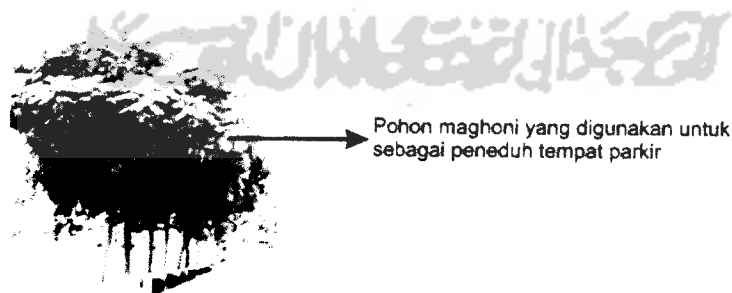 Pohon maghoni yang digunakan untuk
sebagai peneduh tempat parkir